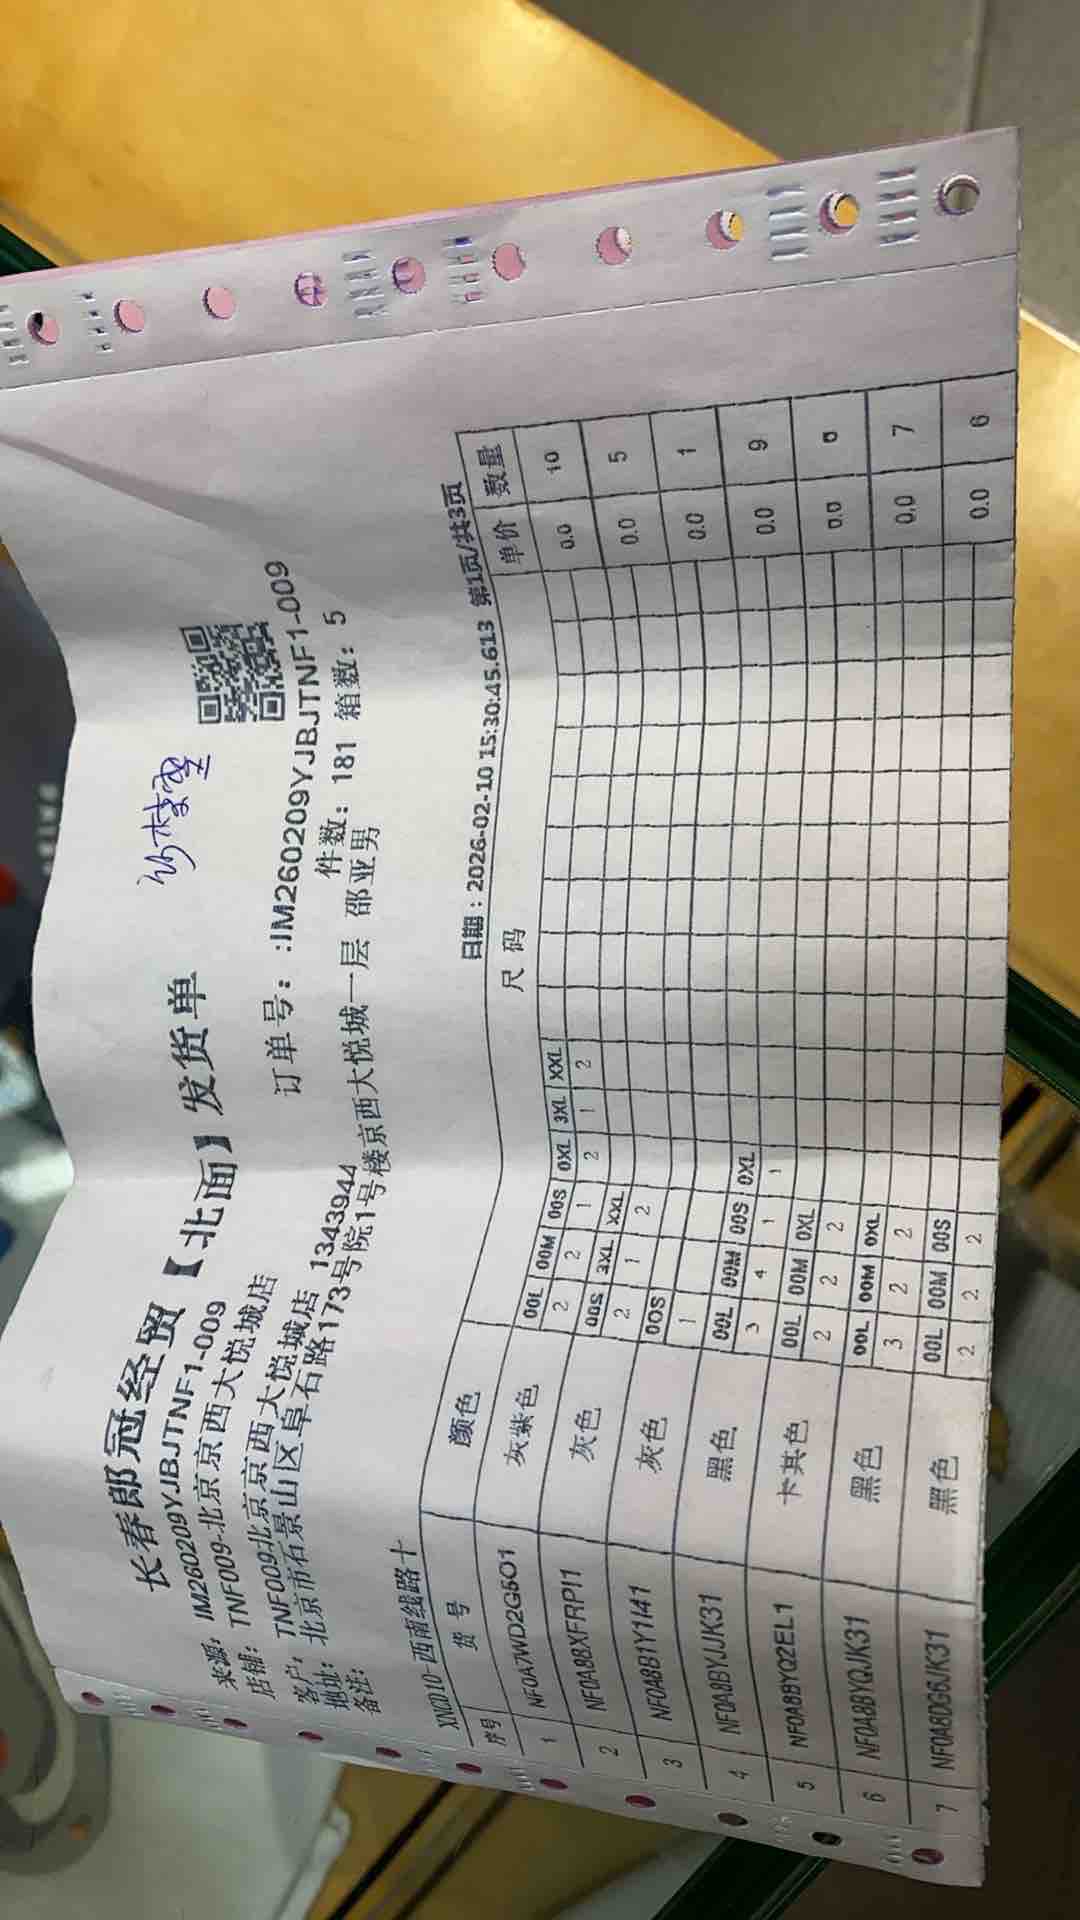 长春郎冠经贸【北面】发货单
来源: IM260209YJBJTNF1-009
订单号: :IM260209YJBJTNF1-009
店铺: TNF009-北京京西大悦城店
件数: 181 箱数: 5
客户: TNF009北京京西大悦城店 1343944
地址: 北京市石景山区阜石路173号院1号楼京西大悦城一层 邵亚男
备注:
XNCD10-西南线路十
日期: 2026-02-10 15:30:45.613 第1页/共3页
序号 货号 颜色 尺码 单价 数量
00L 00M 00S 0XL 3XL XXL
1 NF0A7WD2G5O1 灰紫色 2 2 1 2 1 2 0.0 10
00S 3XL XXL
2 NF0A88XFRPI1 灰色 2 1 2 0.0 5
00S
3 NF0A8B1Y1I41 灰色 1 0.0 1
00L 00M 00S 0XL
4 NF0A8BYJJK31 黑色 3 4 1 1 0.0 9
00L 00M 0XL
5 NF0A8BYQ2EL1 卡其色 2 2 2 0.0
00L 00M 0XL
6 NF0A8BYQJK31 黑色 3 2 2 0.0 7
00L 00M 00S
7 NF0A8DG6JK31 黑色 2 2 2 0.0 6